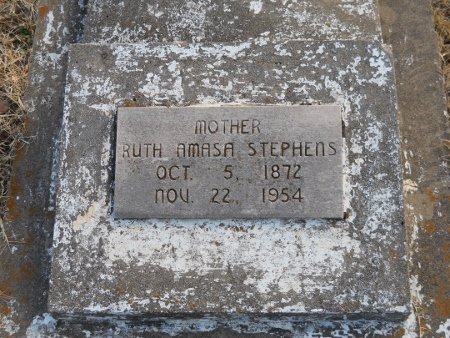 MOTHER
RUTH AMASA STEPHENS
OCT. 5, 1872
NOV. 22, 1954